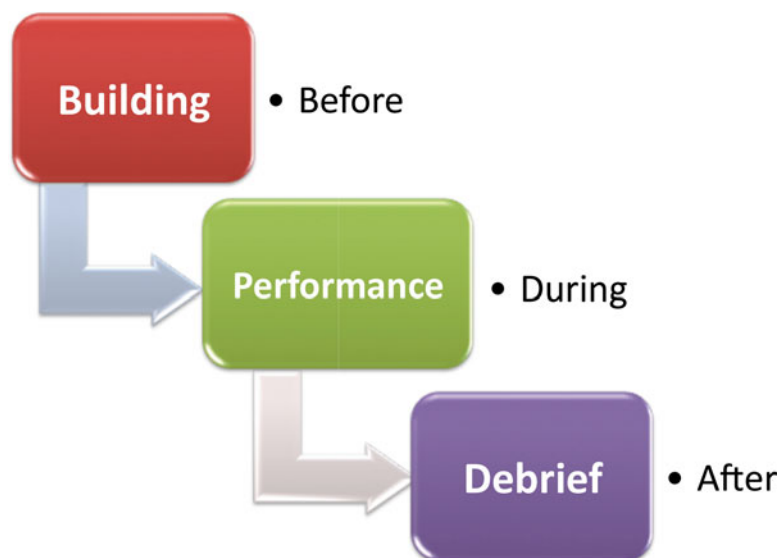 Building
• Before
Performance
• During
Debrief
• After